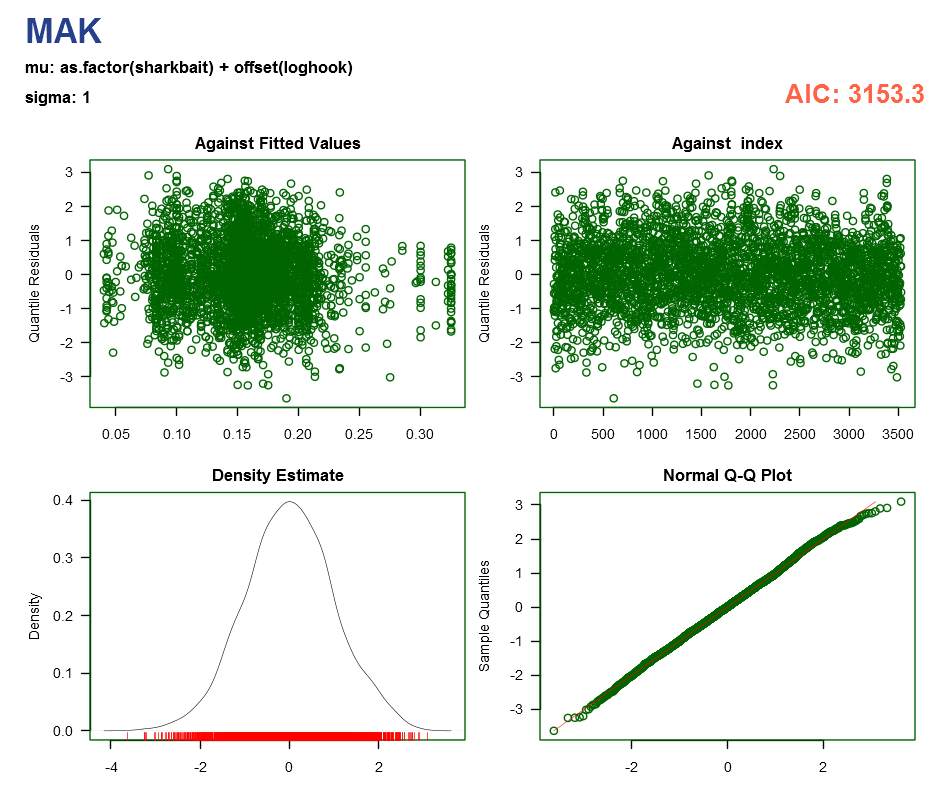 MAK
mu: as.factor(sharkbait) + offset(loghook)
sigma: 1
AIC: 3153.3
Against Fitted Values
Quantile Residuals
3
2
1
0
-1
-2
-3
0.05 0.10 0.15 0.20 0.25 0.30
Against  index
Quantile Residuals
3
2
1
0
-1
-2
-3
0 500 1000 1500 2000 2500 3000 3500
Density Estimate
Density
0.4
0.3
0.2
0.1
0.0
-4 -2 0 2
Normal Q-Q Plot
Sample Quantiles
3
2
1
0
-1
-2
-3
-2 0 2